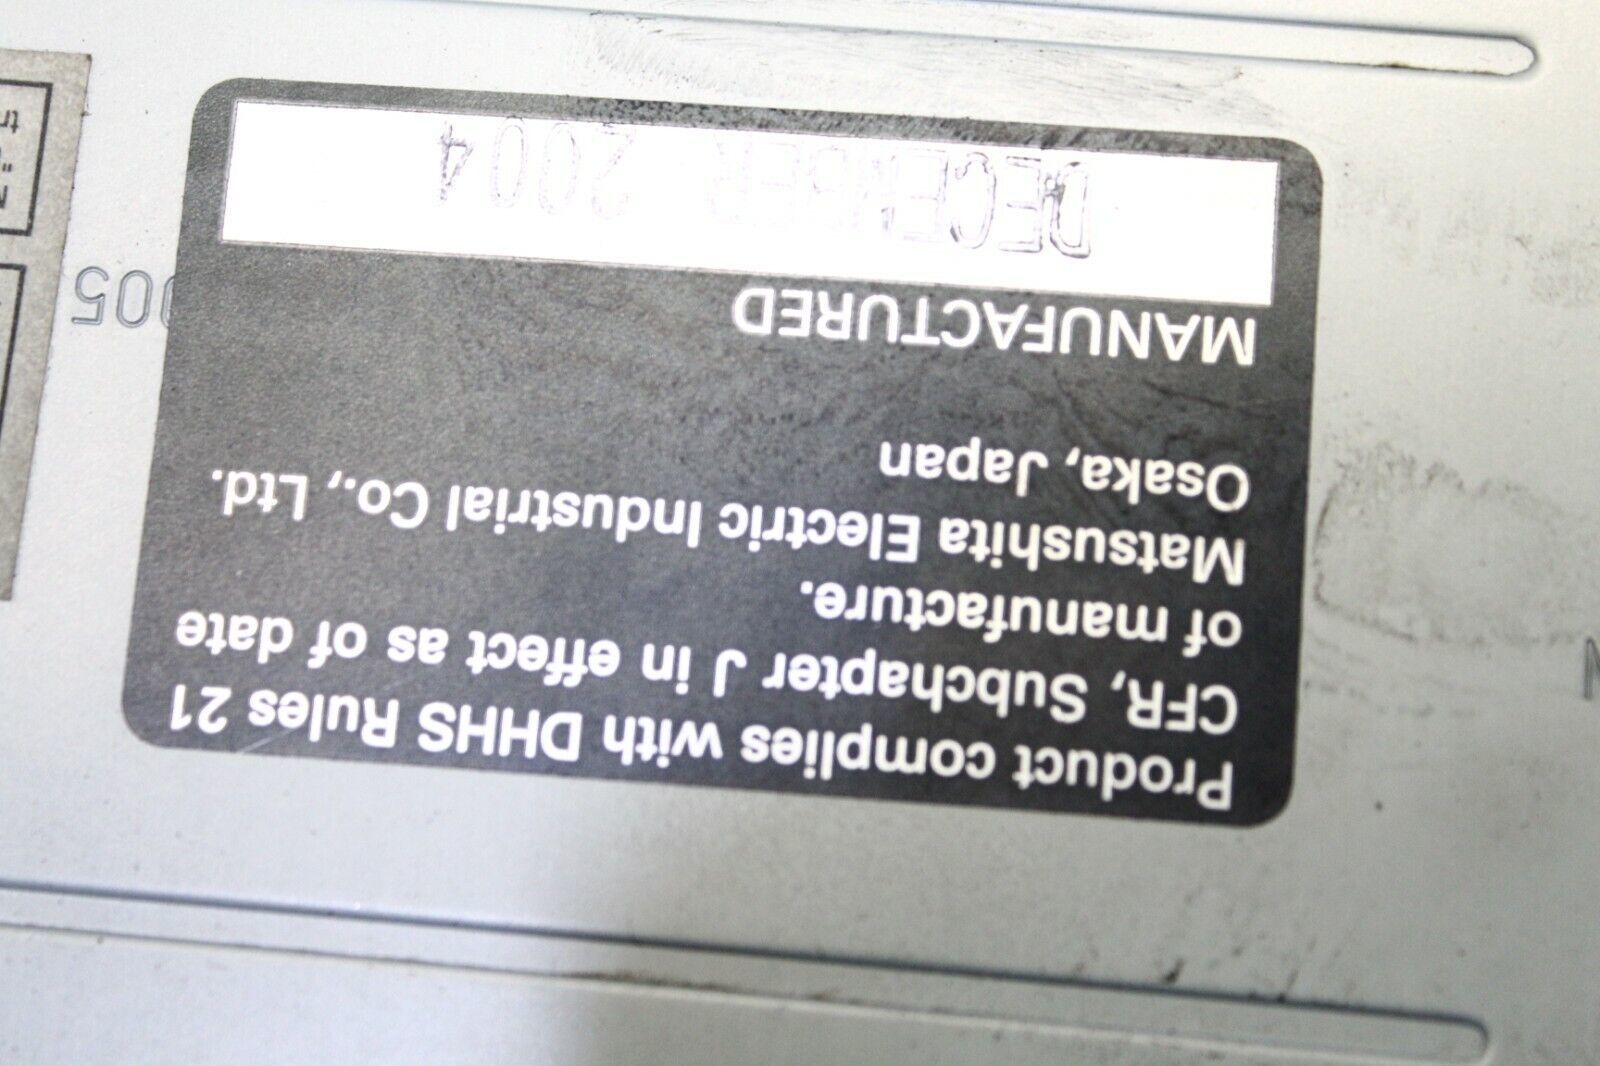 Product complies with DHHS Rules 21
CFR, Subchapter J in effect as of date
of manufacture.
Matsushita Electric Industrial Co., Ltd.
Osaka, Japan
MANUFACTURED
DECEMBER 2004
005